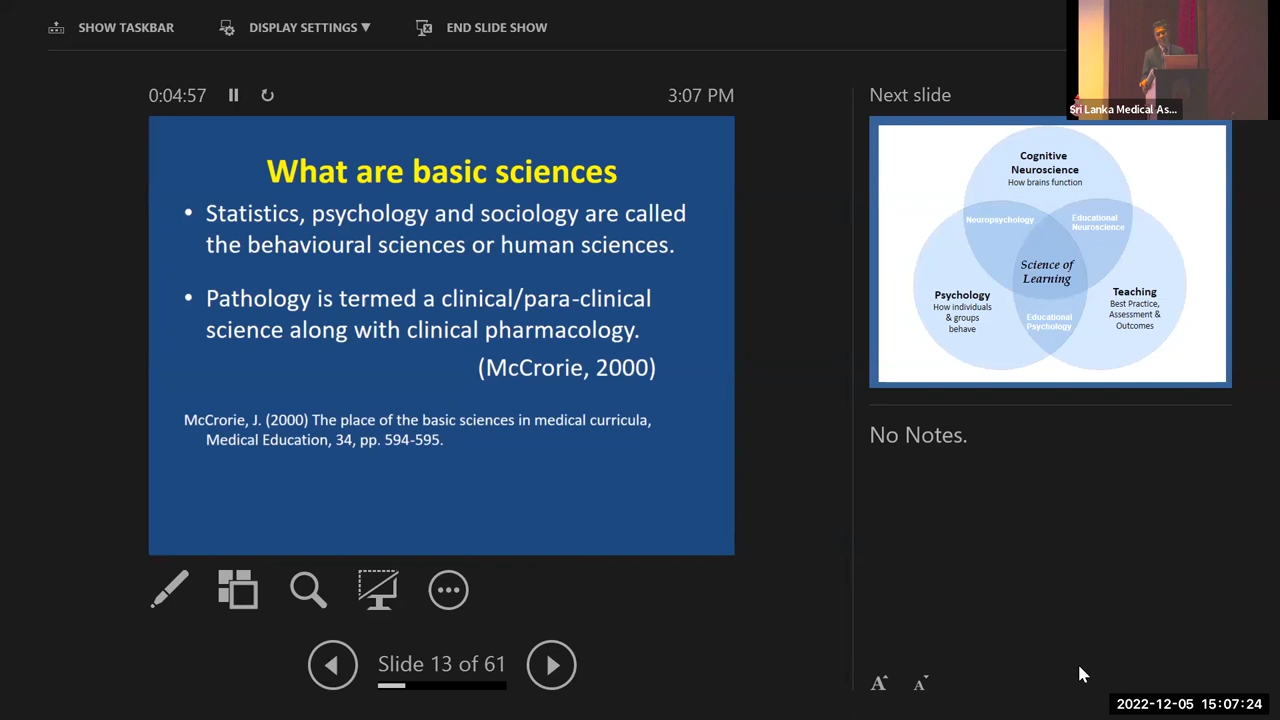 SHOW TASKBAR
DISPLAY SETTINGS ▼
END SLIDE SHOW
Sri Lanka Medical As...
0:04:57
3:07 PM
What are basic sciences
• Statistics, psychology and sociology are called
the behavioural sciences or human sciences.
• Pathology is termed a clinical/para-clinical
science along with clinical pharmacology.
(McCrorie, 2000)
McCrorie, J. (2000) The place of the basic sciences in medical curricula,
Medical Education, 34, pp. 594-595.
Slide 13 of 61
Next slide
Cognitive
Neuroscience
How brains function
Neuropsychology
Educational
Neuroscience
Science of
Learning
Psychology
How individuals
& groups
behave
Teaching
Best Practice,
Assessment &
Outcomes
Educational
Psychology
No Notes.
A A
2022-12-05 15:07:24